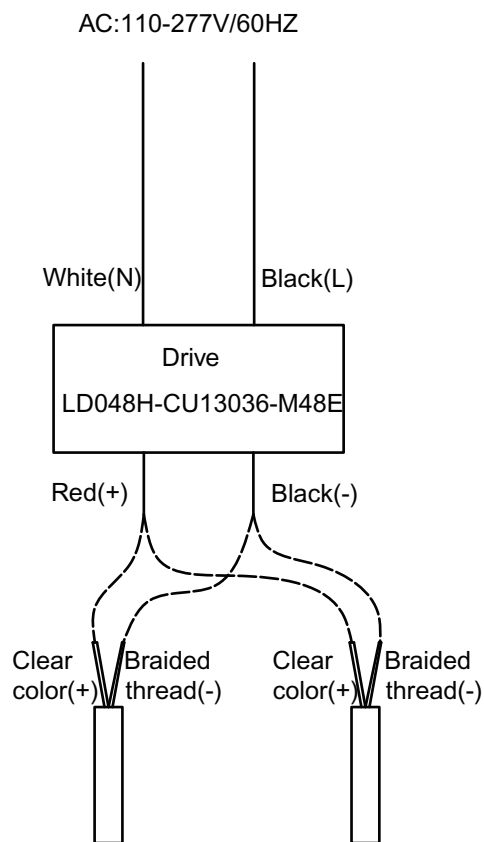 AC:110-277V/60HZ
White(N)
Black(L)
Drive
LD048H-CU13036-M48E
Red(+)
Black(-)
Clear
color(+)
Braided
thread(-)
Clear
color(+)
Braided
thread(-)